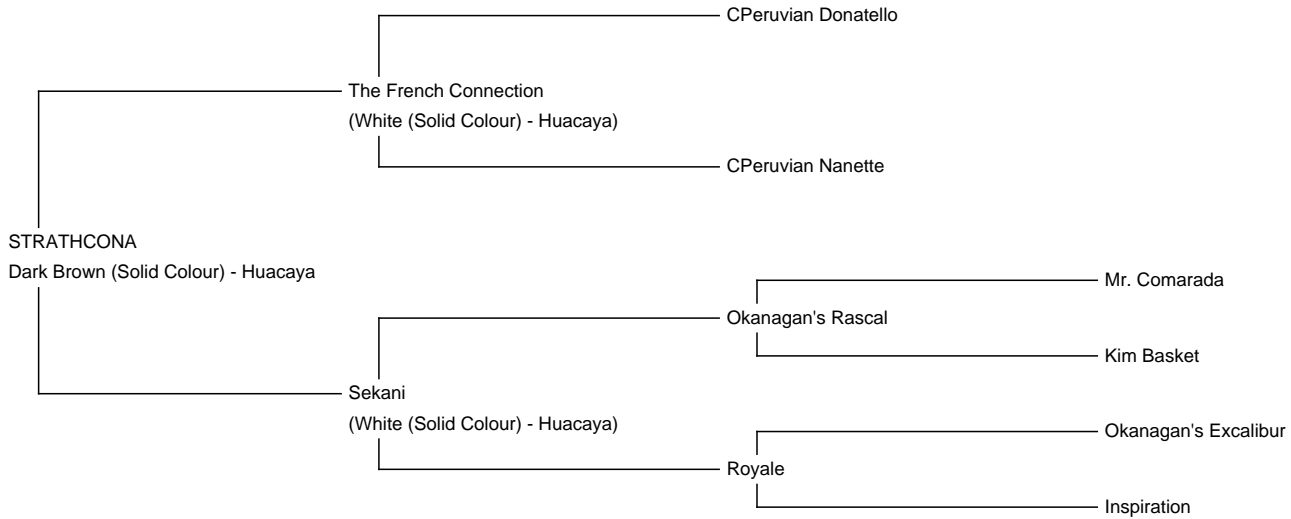 CPeruvian Donatello
The French Connection
(White (Solid Colour) - Huacaya)
CPeruvian Nanette
STRATHCONA
Dark Brown (Solid Colour) - Huacaya
Mr. Comarada
Okanagan's Rascal
Kim Basket
Sekani
(White (Solid Colour) - Huacaya)
Okanagan's Excalibur
Royale
Inspiration